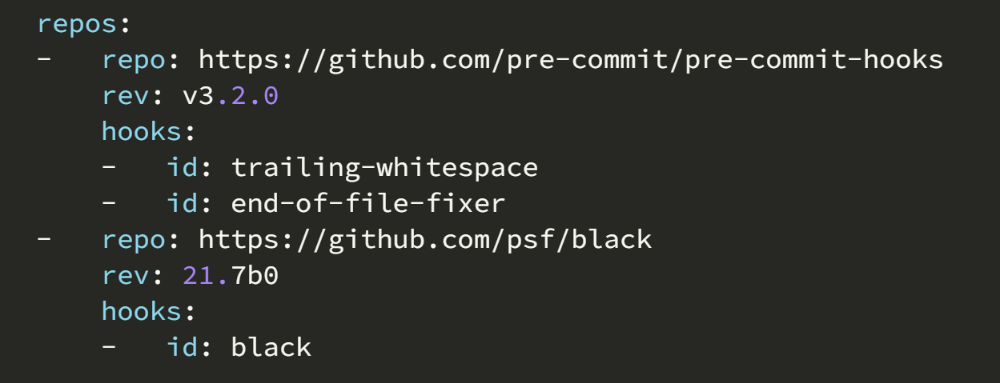 repos:
-   repo: https://github.com/pre-commit/pre-commit-hooks
    rev: v3.2.0
    hooks:
    -   id: trailing-whitespace
    -   id: end-of-file-fixer
-   repo: https://github.com/psf/black
    rev: 21.7b0
    hooks:
    -   id: black